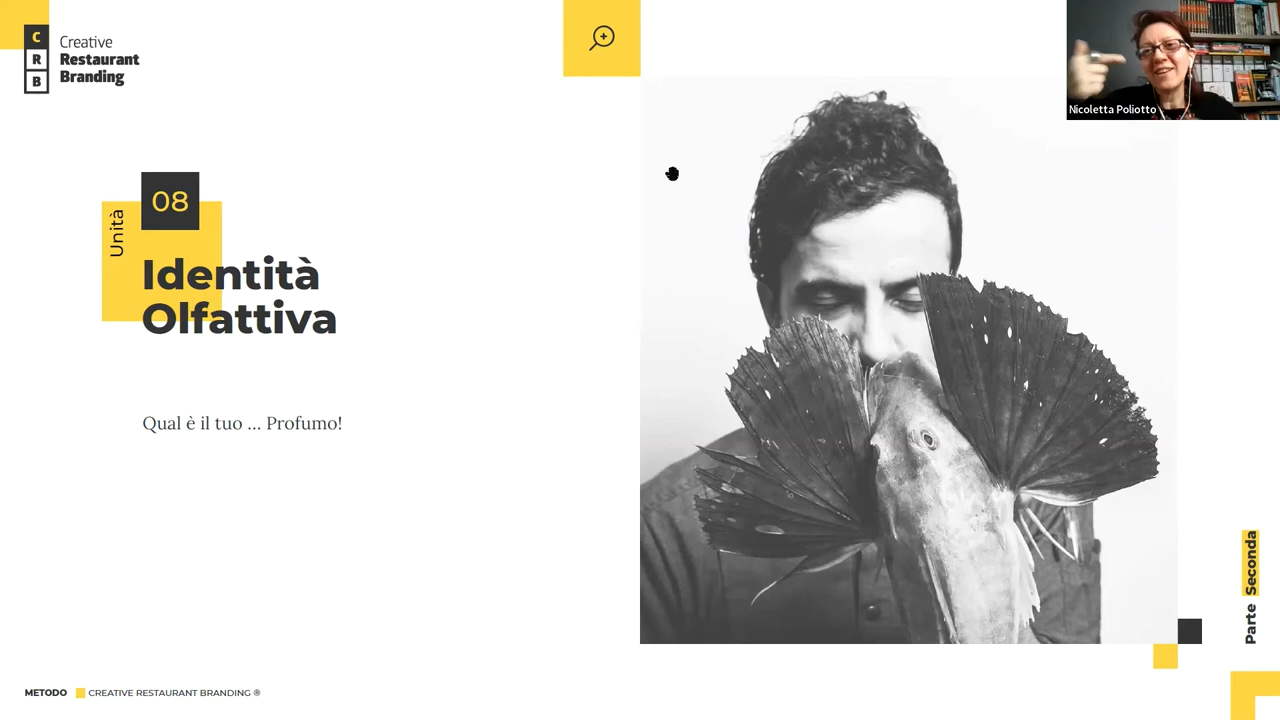 C
R
B
Creative
Restaurant
Branding
Nicoletta Poliotto
08
Unità
Identità
Olfattiva
Qual è il tuo ... Profumo!
Parte Seconda
METODO CREATIVE RESTAURANT BRANDING ®